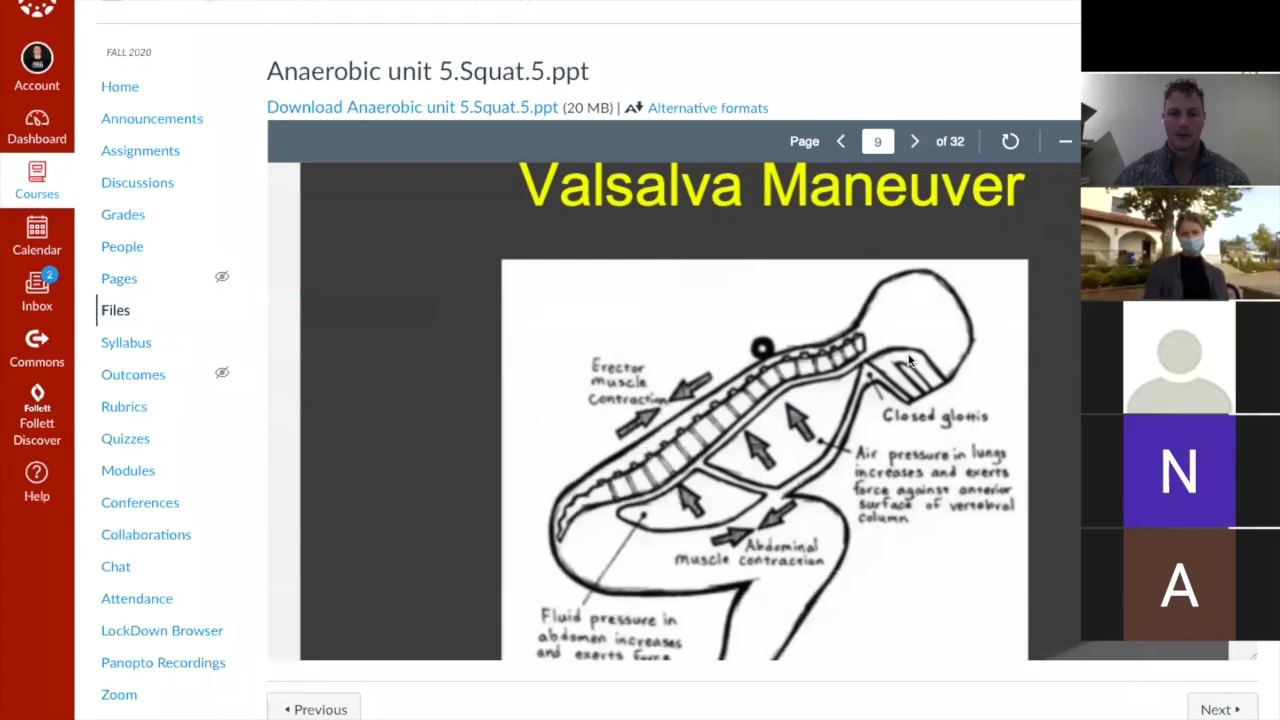 Account
Dashboard
Courses
Calendar
2
Inbox
Commons
Follett
Follett
Discover
Help
FALL 2020
Home
Announcements
Assignments
Discussions
Grades
People
Pages
Files
Syllabus
Outcomes
Rubrics
Quizzes
Modules
Conferences
Collaborations
Chat
Attendance
LockDown Browser
Panopto Recordings
Zoom
Anaerobic unit 5.Squat.5.ppt
Download Anaerobic unit 5.Squat.5.ppt (20 MB) | Alternative formats
Page 9 of 32
Valsalva Maneuver
Erector
muscle
contraction
Closed glottis
Air pressure in lungs
increases and exerts
force against anterior
surface of vertebral
column
Abdominal
muscle contraction
Fluid pressure in
abdomen increases
and exerts force
Previous
Next
N
A